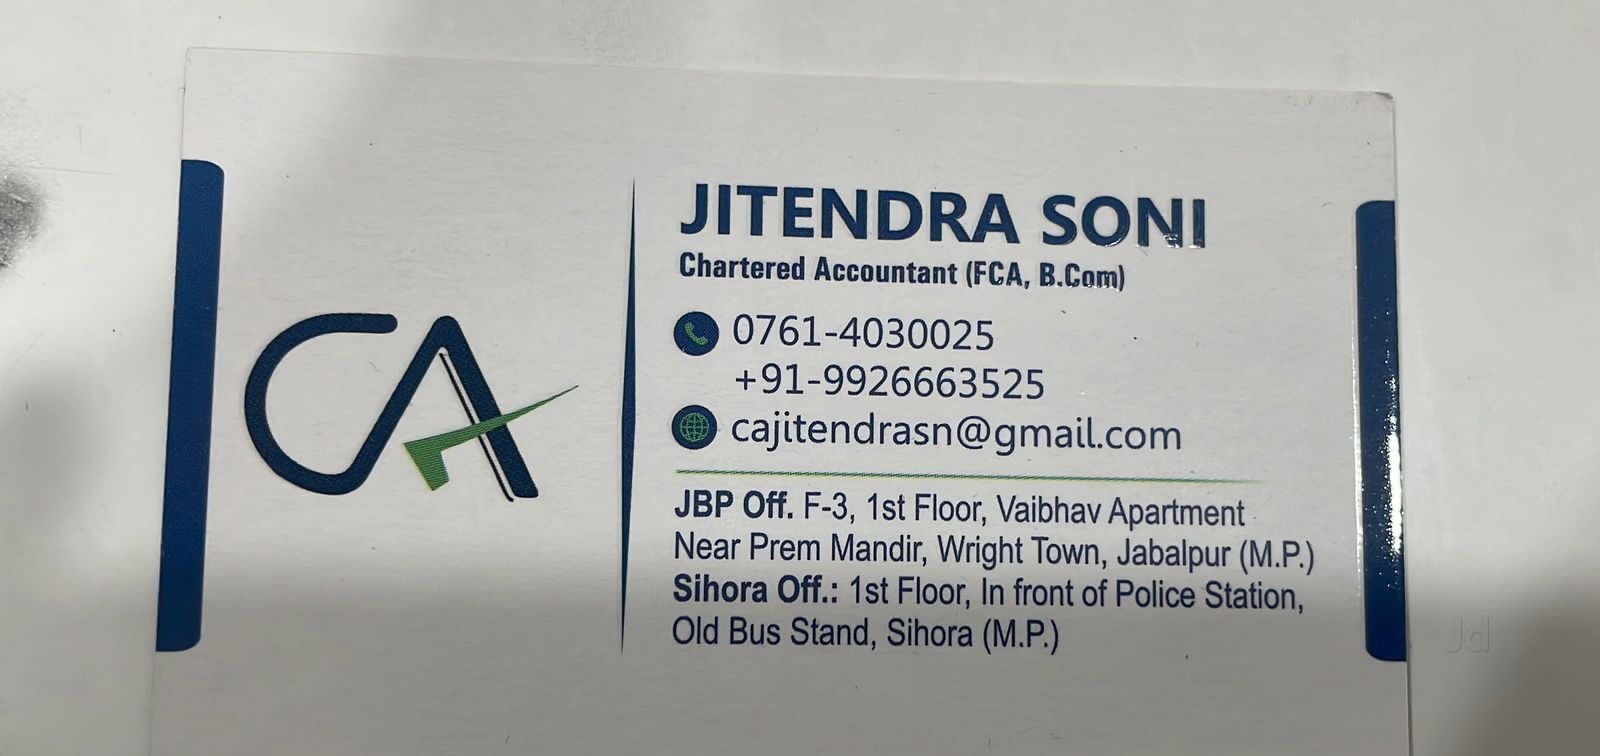 CA
JITENDRA SONI
Chartered Accountant (FCA, B.Com)
0761-4030025
+91-9926663525
cajitendrasn@gmail.com
JBP Off. F-3, 1st Floor, Vaibhav Apartment
Near Prem Mandir, Wright Town, Jabalpur (M.P.)
Sihora Off.: 1st Floor, In front of Police Station,
Old Bus Stand, Sihora (M.P.)
Jd